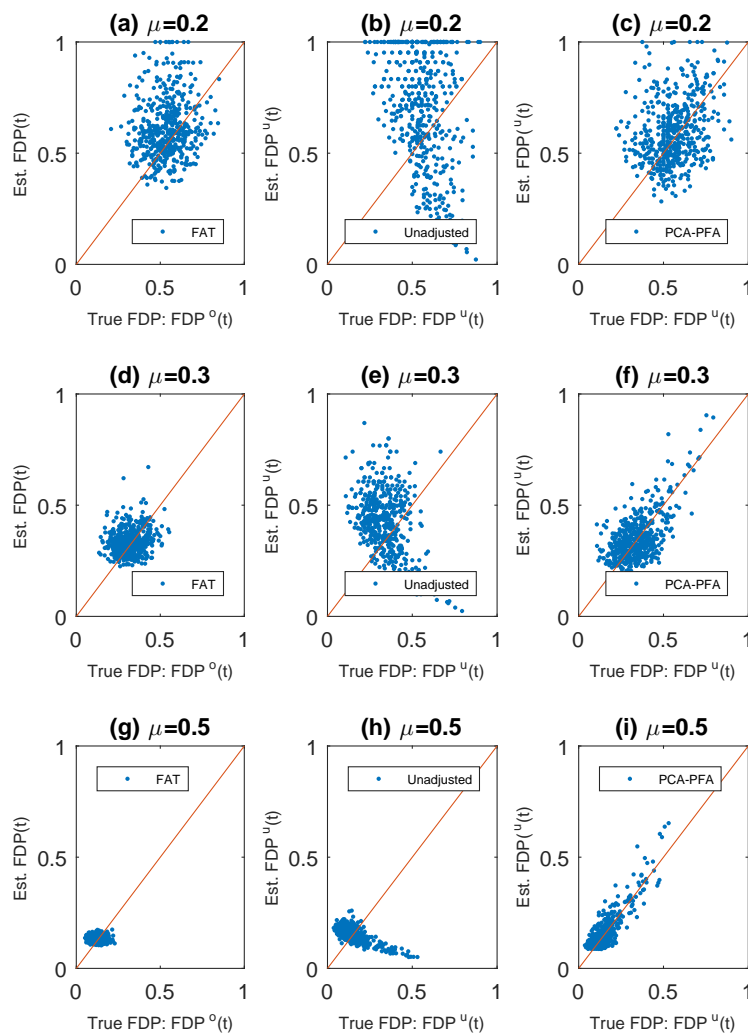 (a) μ=0.2
(b) μ=0.2
(c) μ=0.2
1
0.5
0
Est. FDP(t)
FAT
0 0.5 1
True FDP: FDP o(t)
1
0.5
0
Est. FDP u(t)
Unadjusted
0 0.5 1
True FDP: FDP u(t)
1
0.5
0
Est. FDP(u(t)
PCA-PFA
0 0.5 1
True FDP: FDP u(t)
(d) μ=0.3
(e) μ=0.3
(f) μ=0.3
1
0.5
0
Est. FDP(t)
FAT
0 0.5 1
True FDP: FDP o(t)
1
0.5
0
Est. FDP u(t)
Unadjusted
0 0.5 1
True FDP: FDP u(t)
1
0.5
0
Est. FDP(u(t)
PCA-PFA
0 0.5 1
True FDP: FDP u(t)
(g) μ=0.5
(h) μ=0.5
(i) μ=0.5
1
0.5
0
Est. FDP(t)
FAT
0 0.5 1
True FDP: FDP o(t)
1
0.5
0
Est. FDP u(t)
Unadjusted
0 0.5 1
True FDP: FDP u(t)
1
0.5
0
Est. FDP(u(t)
PCA-PFA
0 0.5 1
True FDP: FDP u(t)